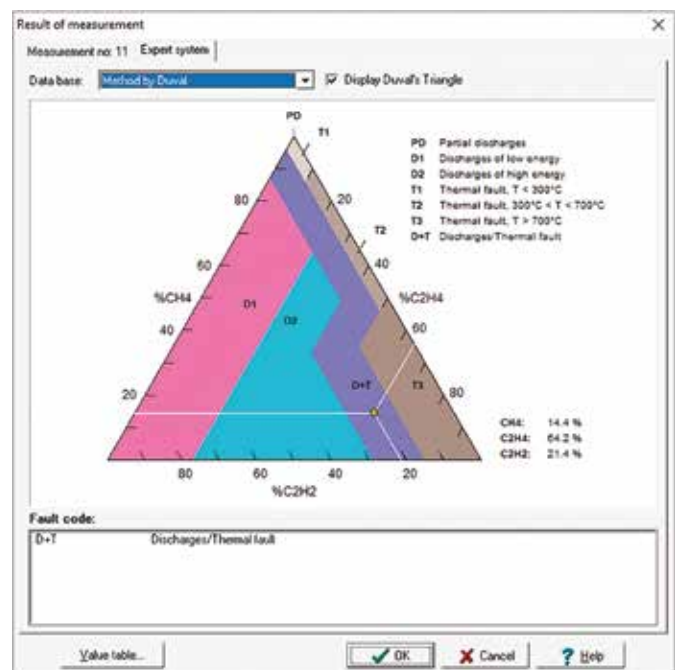 Result of measurement
Measurement no: 11 Expert system
Data base: Method by Duval Display Duval's Triangle
PD
T1
PD Partial discharges
D1 Discharges of low energy
D2 Discharges of high energy
T1 Thermal fault, T < 300°C
T2 Thermal fault, 300°C < T < 700°C
T3 Thermal fault, T > 700°C
D+T Discharges/Thermal fault
80 20
T2
60 40
%CH4 %C2H4
D1
D2
40 60
20 D+T T3 80
CH4: 14.4 %
C2H4: 64.2 %
C2H2: 21.4 %
80 60 40 20
%C2H2
Fault code:
D+T Discharges/Thermal fault
Value table... OK Cancel Help